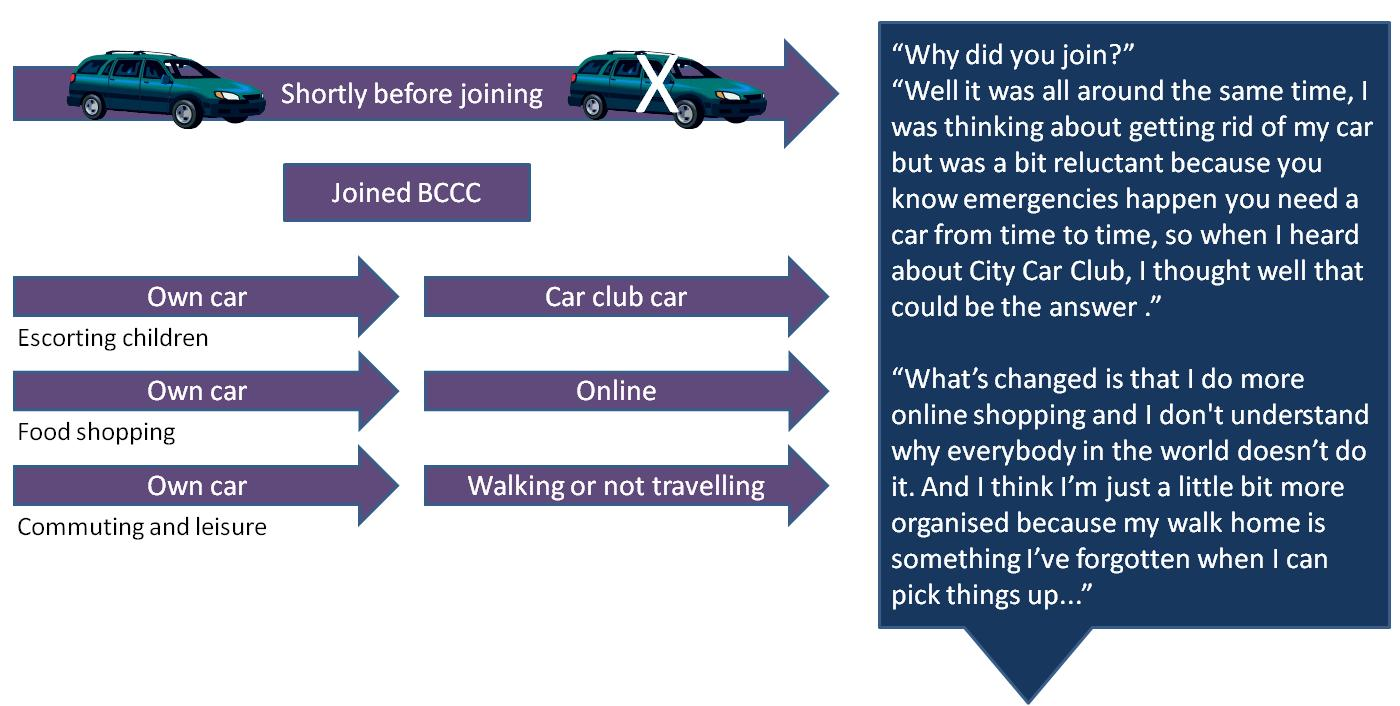 Shortly before joining
X
Joined BCCC
Own car
Car club car
Escorting children
Own car
Online
Food shopping
Own car
Walking or not travelling
Commuting and leisure
“Why did you join?”
“Well it was all around the same time, I
was thinking about getting rid of my car
but was a bit reluctant because you
know emergencies happen you need a
car from time to time, so when I heard
about City Car Club, I thought well that
could be the answer .”
“What’s changed is that I do more
online shopping and I don't understand
why everybody in the world doesn’t do
it. And I think I’m just a little bit more
organised because my walk home is
something I’ve forgotten when I can
pick things up...”